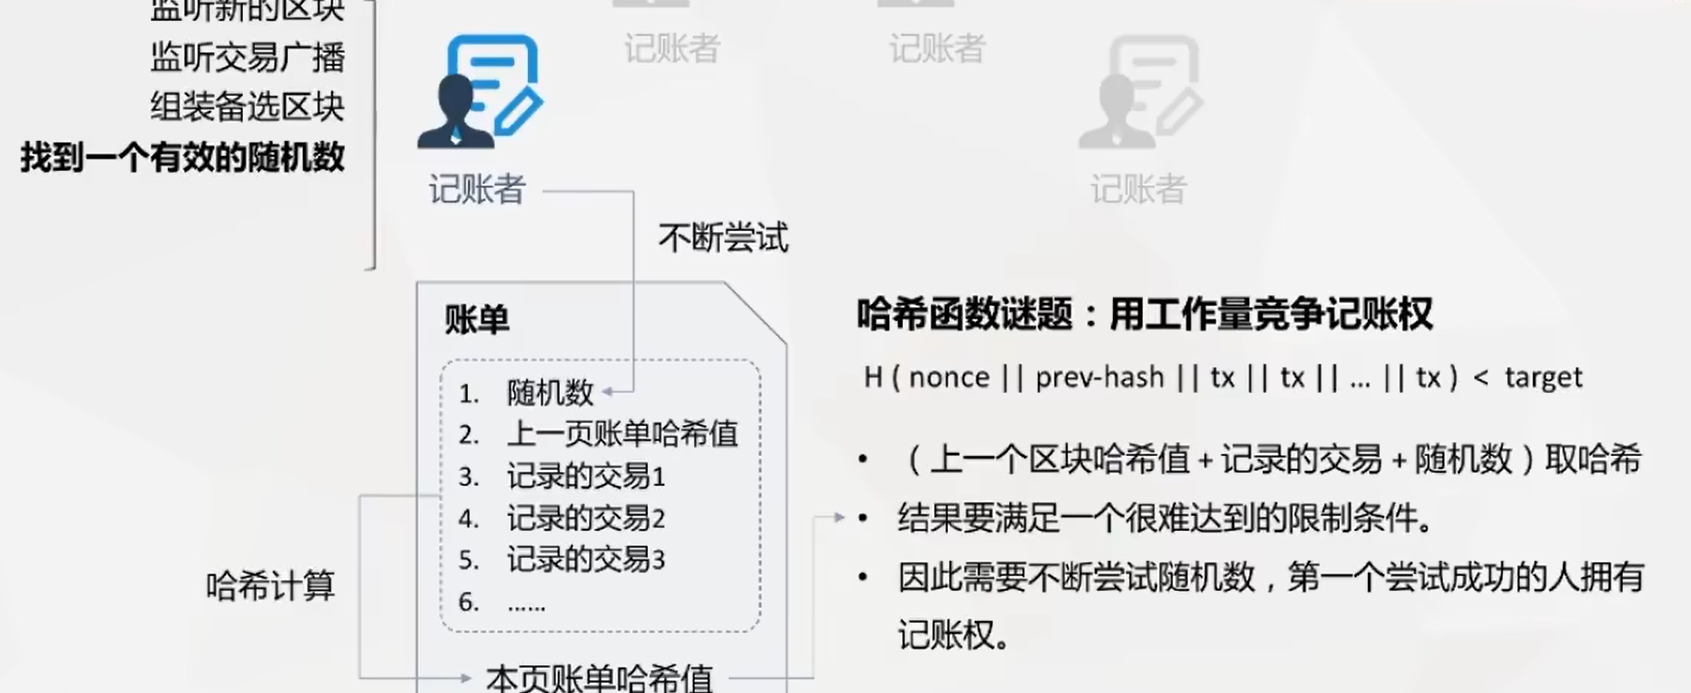 监听新的区块
监听交易广播
组装备选区块
找到一个有效的随机数
记账者
记账者
记账者
记账者
不断尝试
账单
1. 随机数
2. 上一页账单哈希值
3. 记录的交易1
4. 记录的交易2
5. 记录的交易3
6. ......
哈希计算
本页账单哈希值
哈希函数谜题：用工作量竞争记账权
H ( nonce || prev-hash || tx || tx || ... || tx ) < target
• （上一个区块哈希值+记录的交易+随机数）取哈希
• 结果要满足一个很难达到的限制条件。
• 因此需要不断尝试随机数，第一个尝试成功的人拥有
记账权。